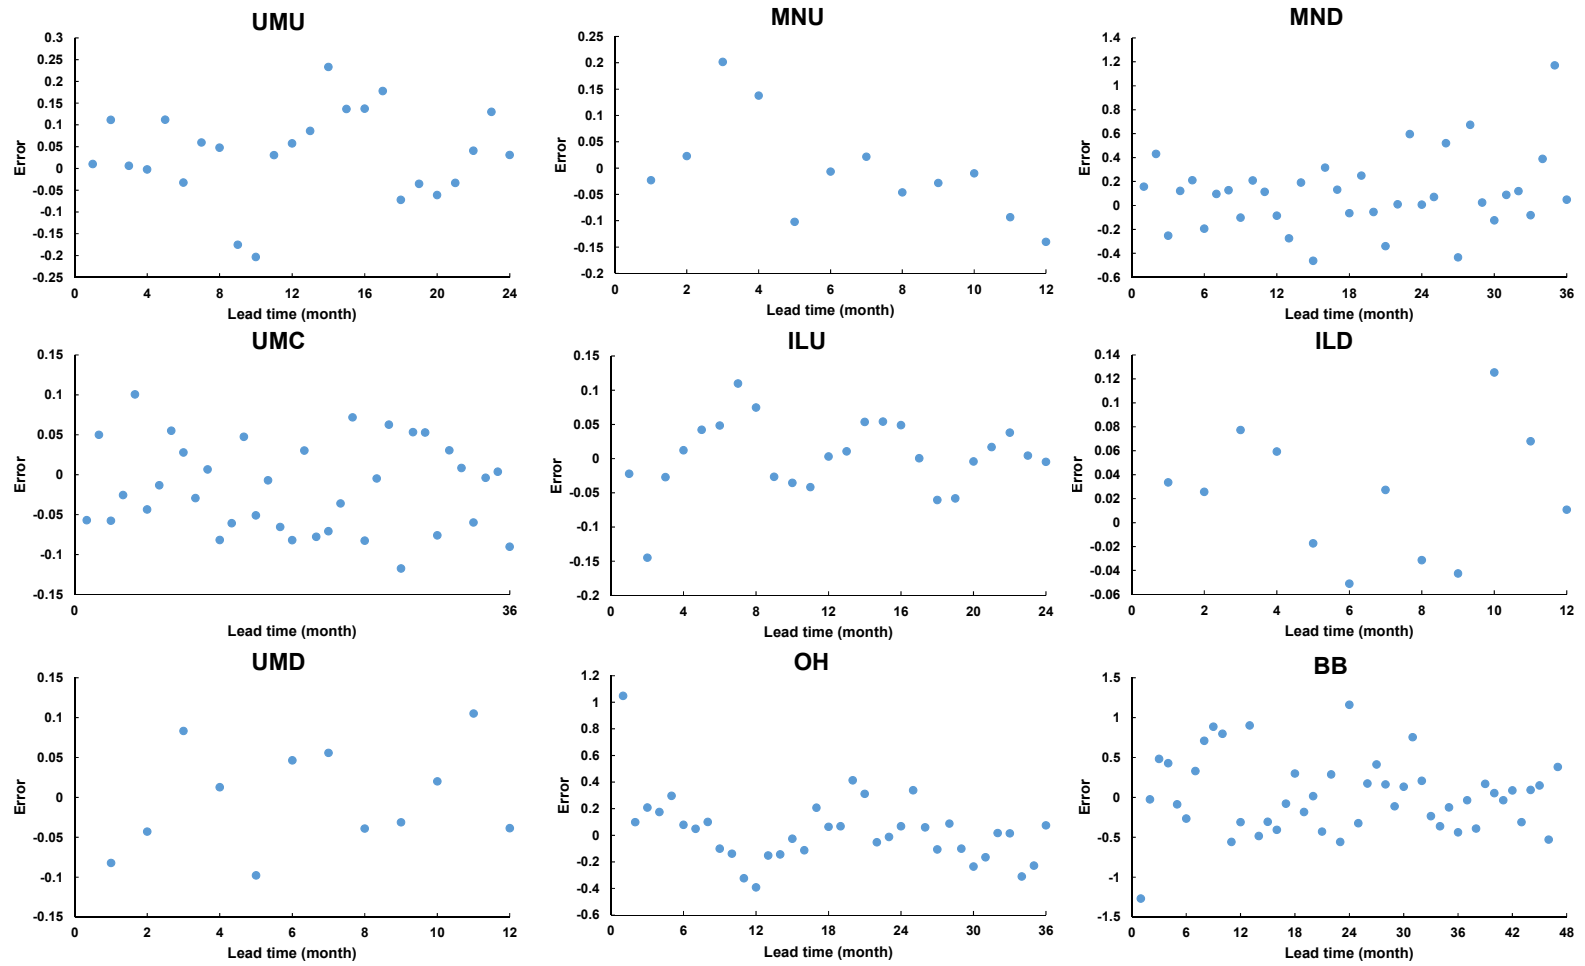 UMU
0.3
0.25
0.2
0.15
0.1
0.05
0
-0.05
-0.1
-0.15
-0.2
-0.25
Error
0 4 8 12 16 20 24
Lead time (month)
MNU
0.25
0.2
0.15
0.1
0.05
0
-0.05
-0.1
-0.15
-0.2
Error
0 2 4 6 8 10 12
Lead time (month)
MND
1.4
1.2
1
0.8
0.6
0.4
0.2
0
-0.2
-0.4
-0.6
Error
0 6 12 18 24 30 36
Lead time (month)
UMC
0.15
0.1
0.05
0
-0.05
-0.1
-0.15
Error
0 36
Lead time (month)
ILU
0.15
0.1
0.05
0
-0.05
-0.1
-0.15
-0.2
Error
0 4 8 12 16 20 24
Lead time (month)
ILD
0.14
0.12
0.1
0.08
0.06
0.04
0.02
0
-0.02
-0.04
-0.06
Error
0 2 4 6 8 10 12
Lead time (month)
UMD
0.15
0.1
0.05
0
-0.05
-0.1
-0.15
Error
0 2 4 6 8 10 12
Lead time (month)
OH
1.2
1
0.8
0.6
0.4
0.2
0
-0.2
-0.4
-0.6
Error
0 6 12 18 24 30 36
Lead time (month)
BB
1.5
1
0.5
0
-0.5
-1
-1.5
Error
0 6 12 18 24 30 36 42 48
Lead time (month)